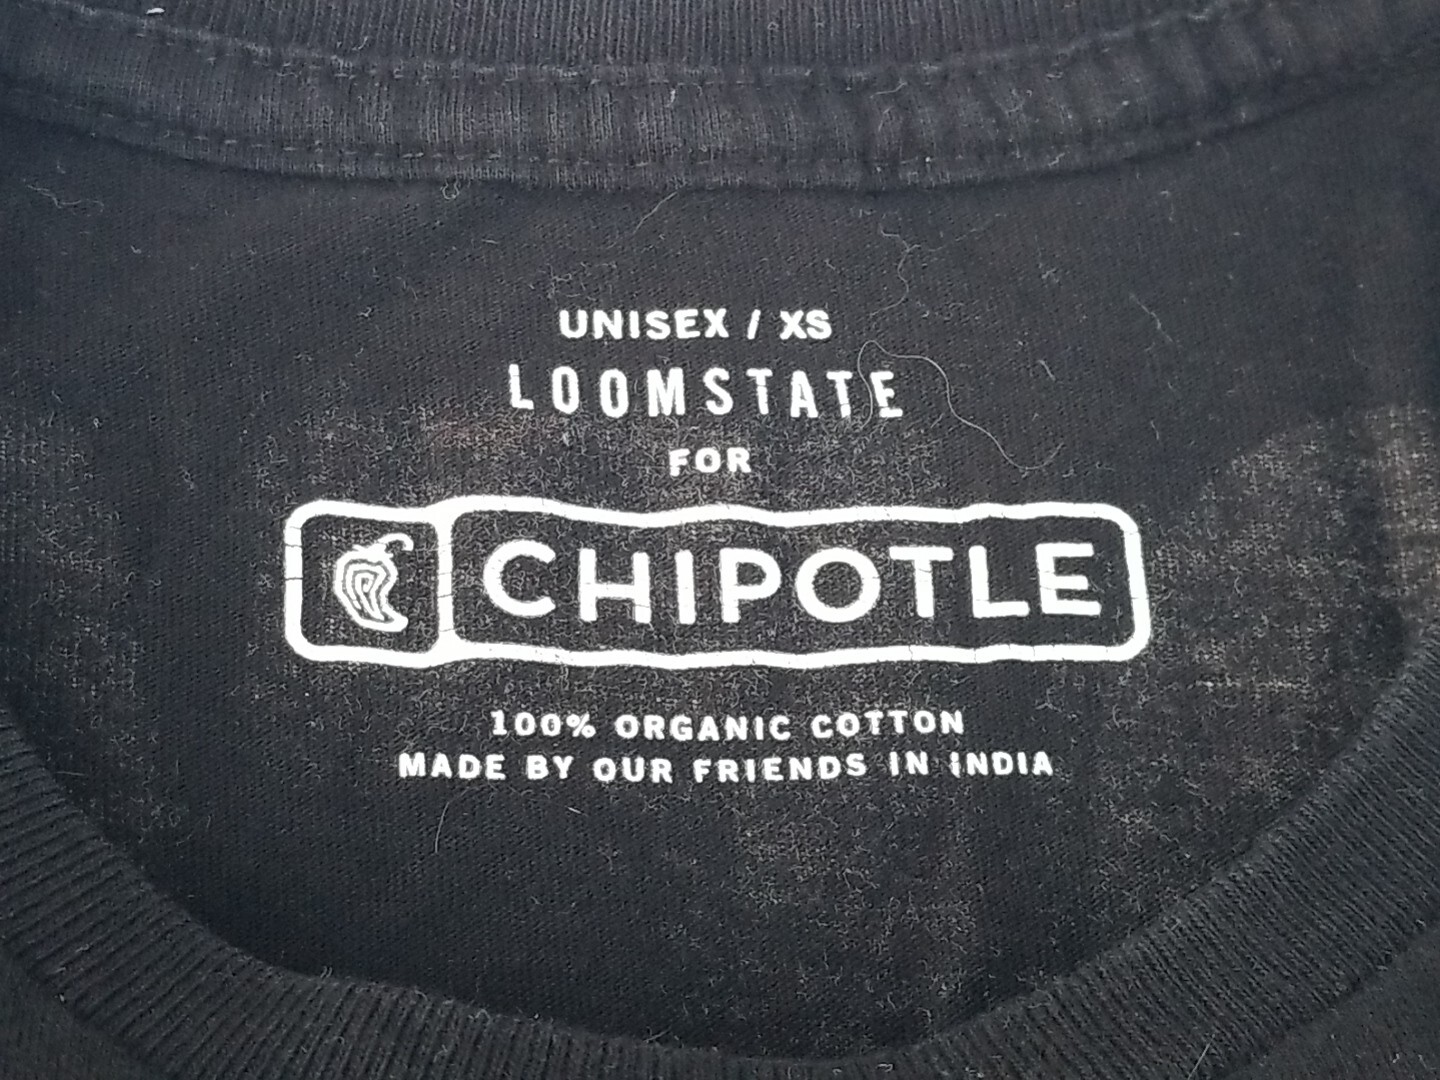 UNISEX / XS
LOOMSTATE
FOR
CHIPOTLE
100% ORGANIC COTTON
MADE BY OUR FRIENDS IN INDIA